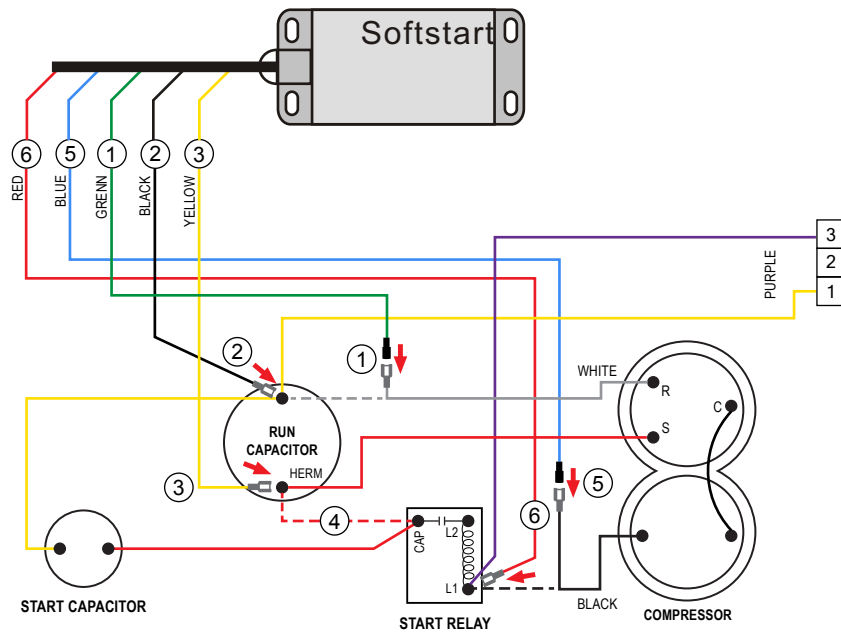 Softstart
6
5
1
2
3
RED
BLUE
GRENN
BLACK
YELLOW
3
2
1
PURPLE
2
1
WHITE
R
C
S
RUN
CAPACITOR
HERM
3
5
4
6
CAP
L2
L1
START CAPACITOR
START RELAY
BLACK
COMPRESSOR